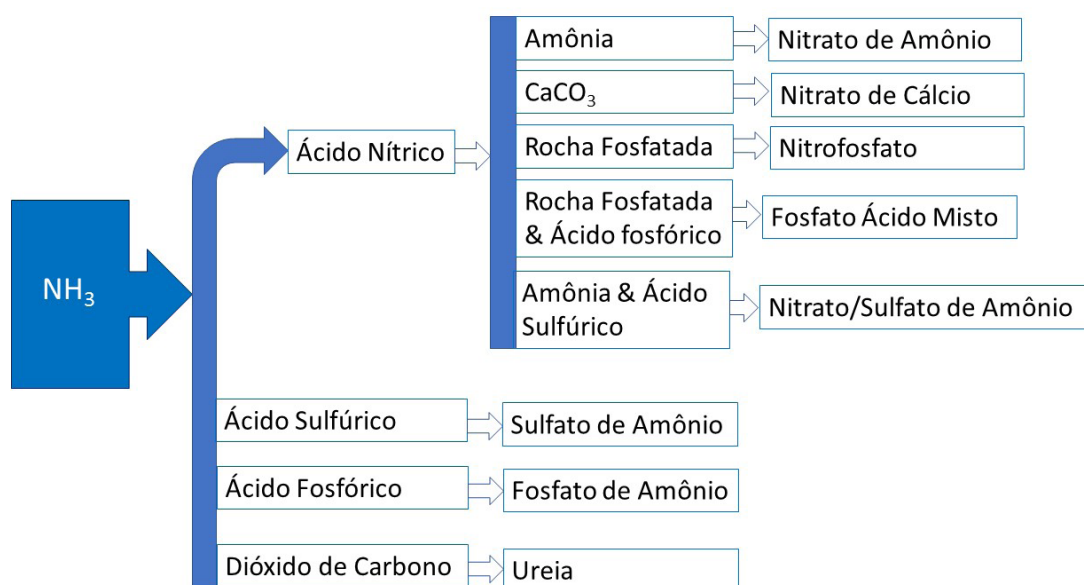 NH₃
Ácido Nítrico
Amônia
Nitrato de Amônio
CaCO₃
Nitrato de Cálcio
Rocha Fosfatada
Nitrofosfato
Rocha Fosfatada
& Ácido fosfórico
Fosfato Ácido Misto
Amônia & Ácido
Sulfúrico
Nitrato/Sulfato de Amônio
Ácido Sulfúrico
Sulfato de Amônio
Ácido Fosfórico
Fosfato de Amônio
Dióxido de Carbono
Ureia